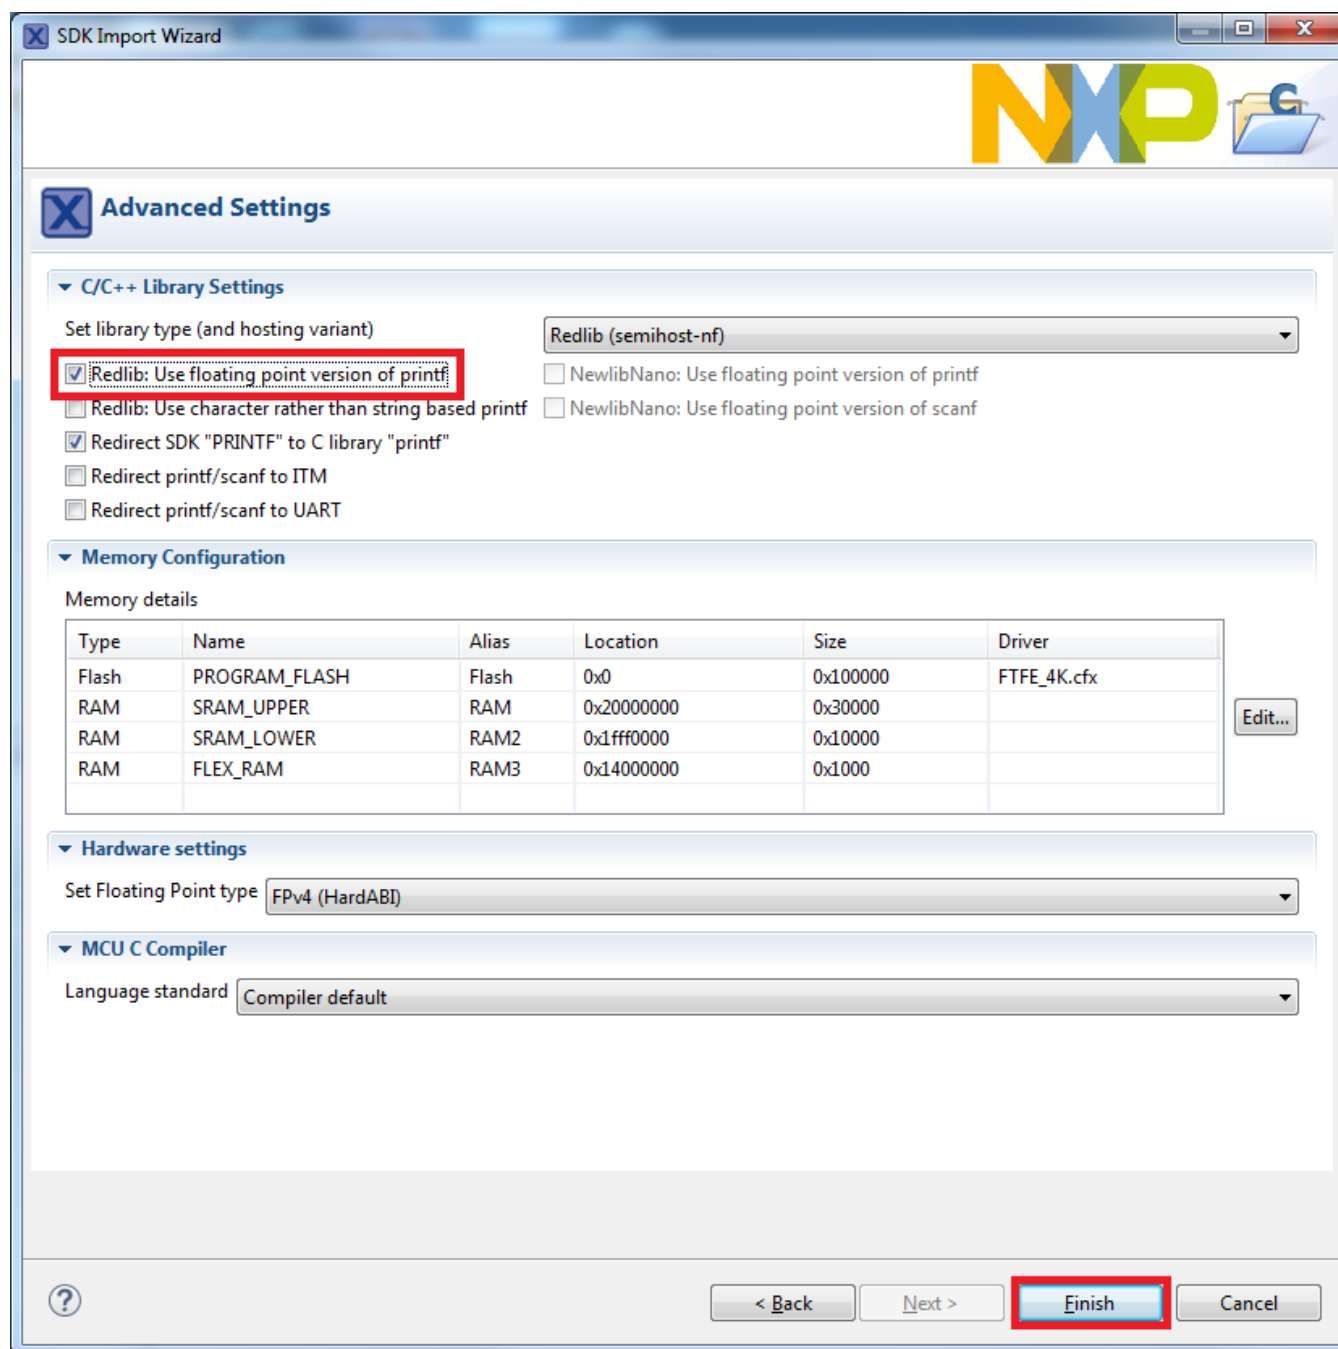 SDK Import Wizard
NXP
Advanced Settings
C/C++ Library Settings
Set library type (and hosting variant) Redlib (semihost-nf)
Redlib: Use floating point version of printf NewlibNano: Use floating point version of printf
Redlib: Use character rather than string based printf NewlibNano: Use floating point version of scanf
Redirect SDK "PRINTF" to C library "printf"
Redirect printf/scanf to ITM
Redirect printf/scanf to UART
Memory Configuration
Memory details
Type Name Alias Location Size Driver
Flash PROGRAM_FLASH Flash 0x0 0x100000 FTFE_4K.cfx
RAM SRAM_UPPER RAM 0x20000000 0x30000
Edit...
RAM SRAM_LOWER RAM2 0x1fff0000 0x10000
RAM FLEX_RAM RAM3 0x14000000 0x1000
Hardware settings
Set Floating Point type FPv4 (HardABI)
MCU C Compiler
Language standard Compiler default
? < Back Next > Finish Cancel